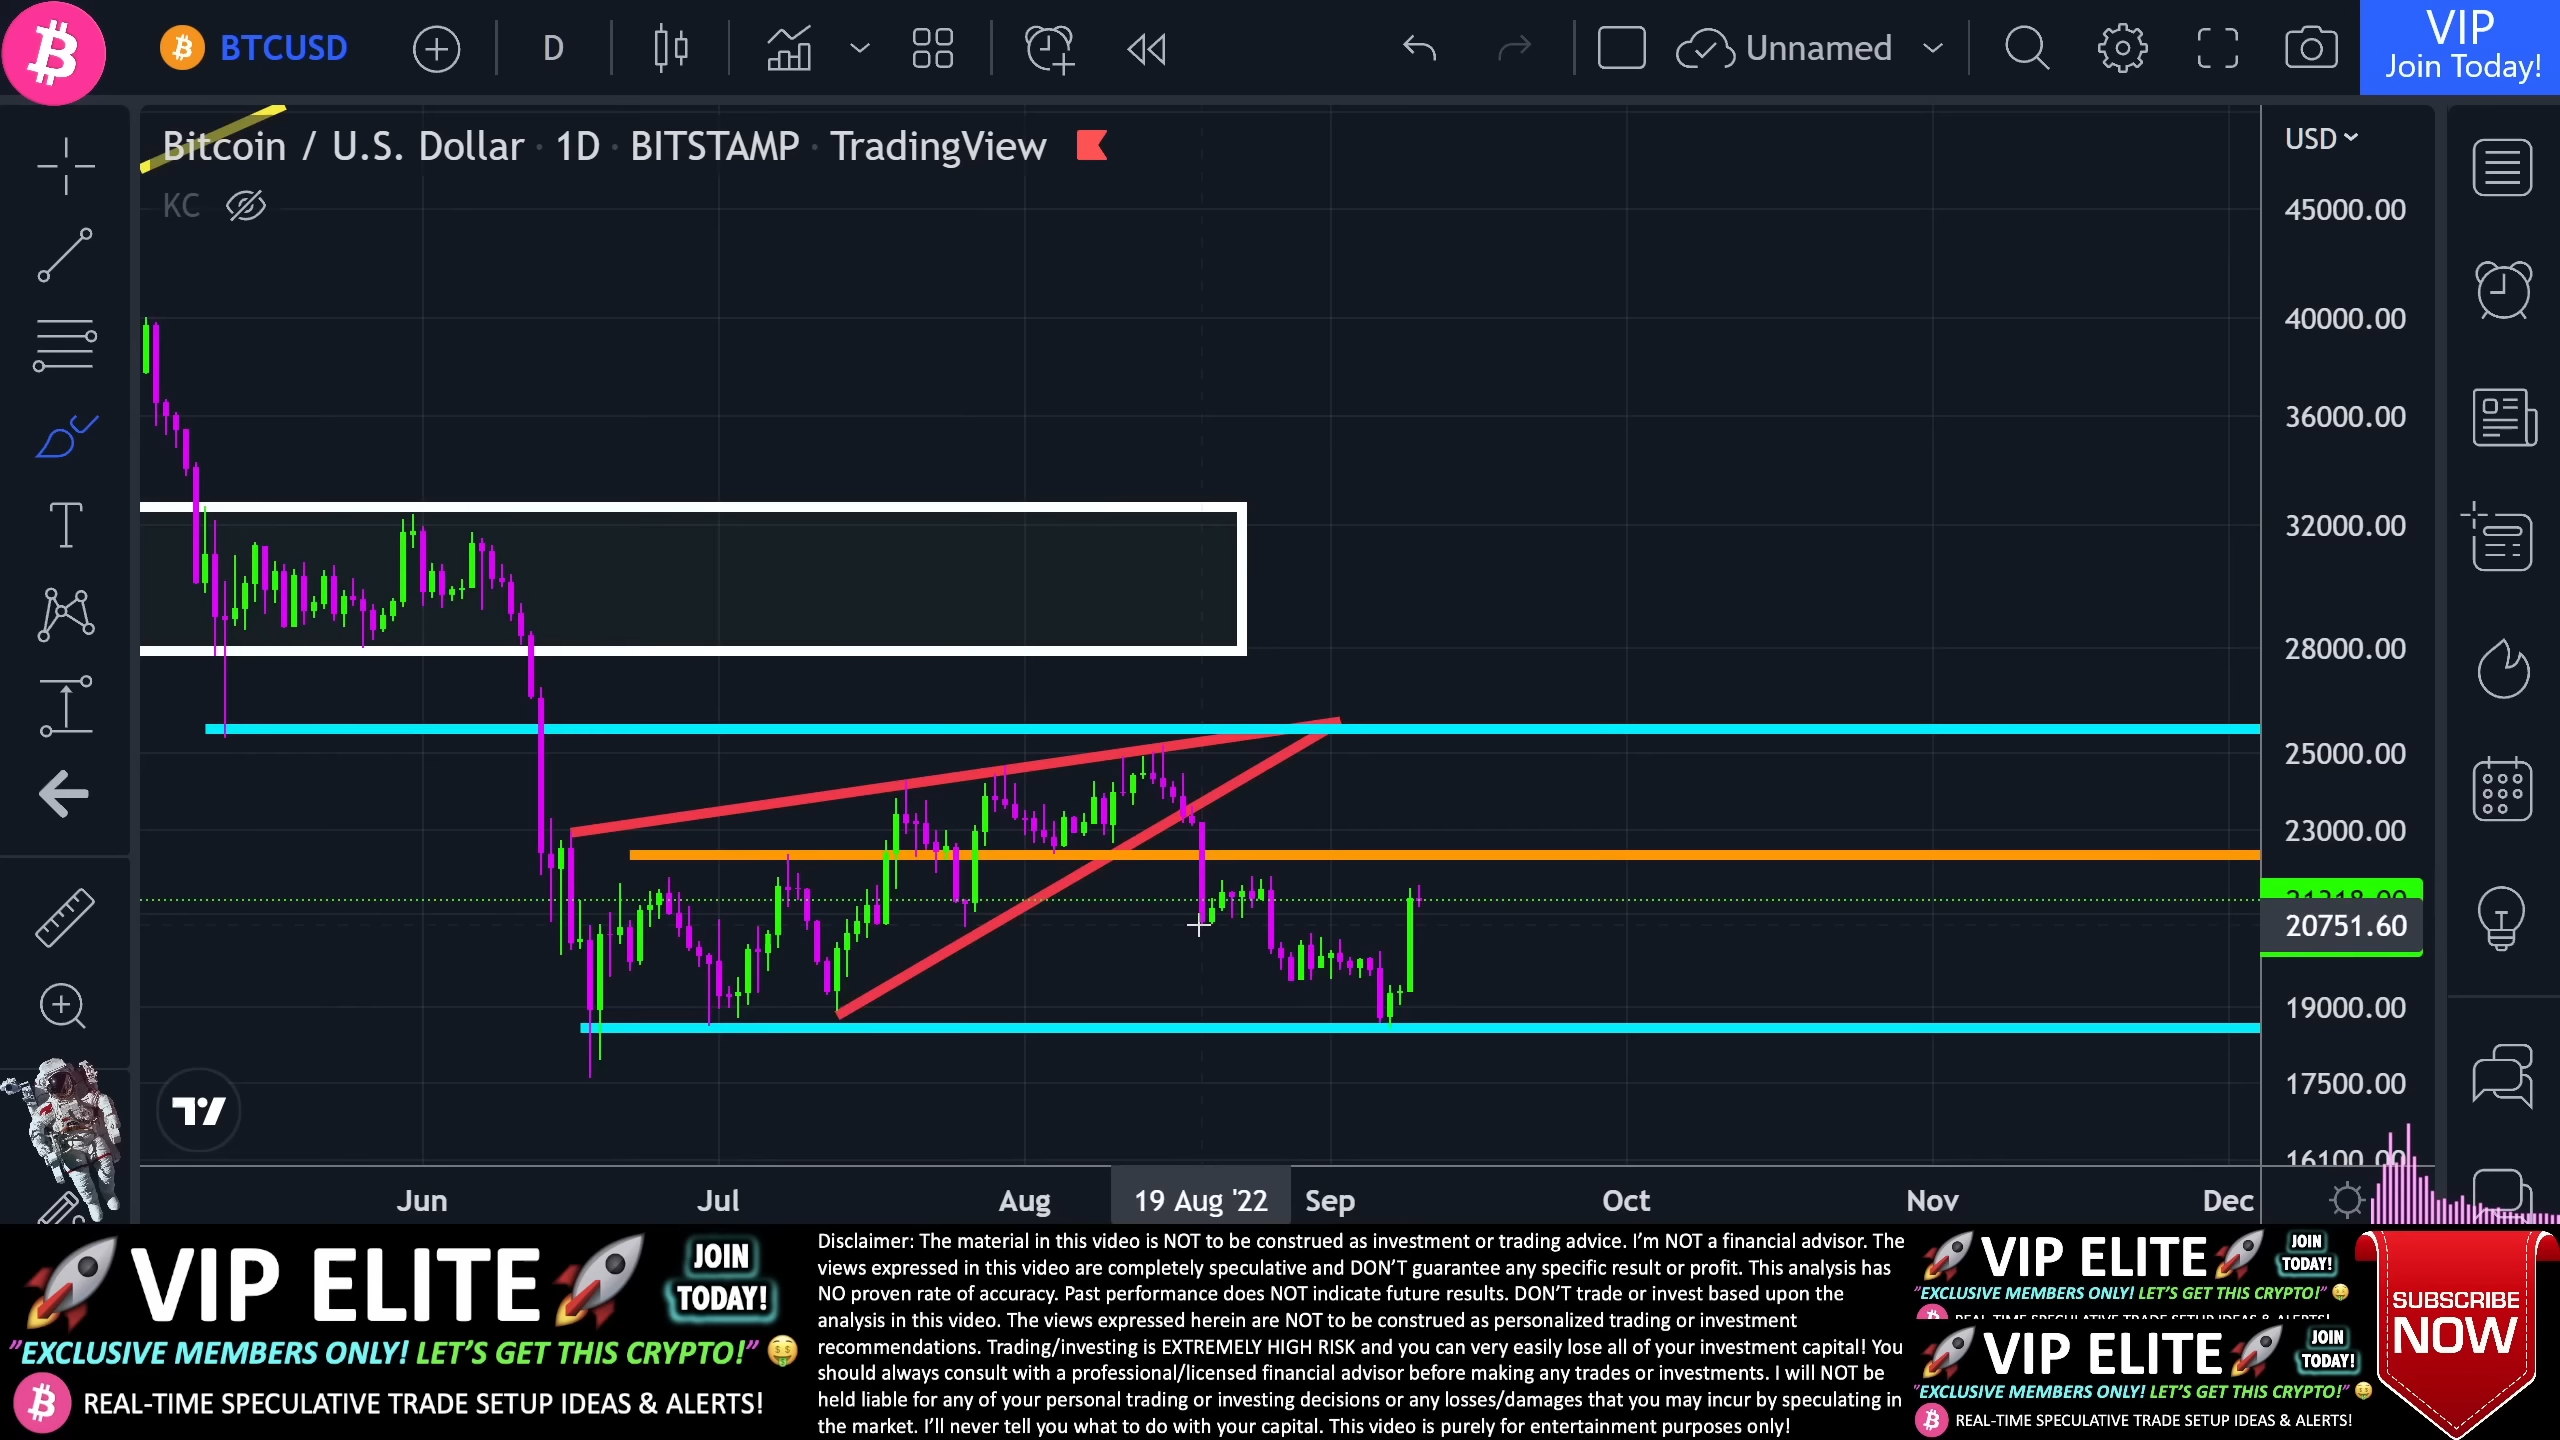 BTCUSD
D
Unnamed
VIP
Join Today!
Bitcoin / U.S. Dollar · 1D · BITSTAMP · TradingView
USD
KC
45000.00
40000.00
36000.00
32000.00
28000.00
25000.00
23000.00
20751.60
19000.00
17500.00
16100.00
Jun
Jul
Aug
19 Aug '22
Sep
Oct
Nov
Dec
VIP ELITE
JOIN
TODAY!
"EXCLUSIVE MEMBERS ONLY! LET'S GET THIS CRYPTO!"
REAL-TIME SPECULATIVE TRADE SETUP IDEAS & ALERTS!
Disclaimer: The material in this video is NOT to be construed as investment or trading advice. I'm NOT a financial advisor. The
views expressed in this video are completely speculative and DON'T guarantee any specific result or profit. This analysis has
NO proven rate of accuracy. Past performance does NOT indicate future results. DON'T trade or invest based upon the
analysis in this video. The views expressed herein are NOT to be construed as personalized trading or investment
recommendations. Trading/investing is EXTREMELY HIGH RISK and you can very easily lose all of your investment capital! You
should always consult with a professional/licensed financial advisor before making any trades or investments. I will NOT be
held liable for any of your personal trading or investing decisions or any losses/damages that you may incur by speculating in
the market. I'll never tell you what to do with your capital. This video is purely for entertainment purposes only!
VIP ELITE
JOIN
TODAY!
"EXCLUSIVE MEMBERS ONLY! LET'S GET THIS CRYPTO!"
VIP ELITE
JOIN
TODAY!
"EXCLUSIVE MEMBERS ONLY! LET'S GET THIS CRYPTO!"
REAL-TIME SPECULATIVE TRADE SETUP IDEAS & ALERTS!
SUBSCRIBE
NOW